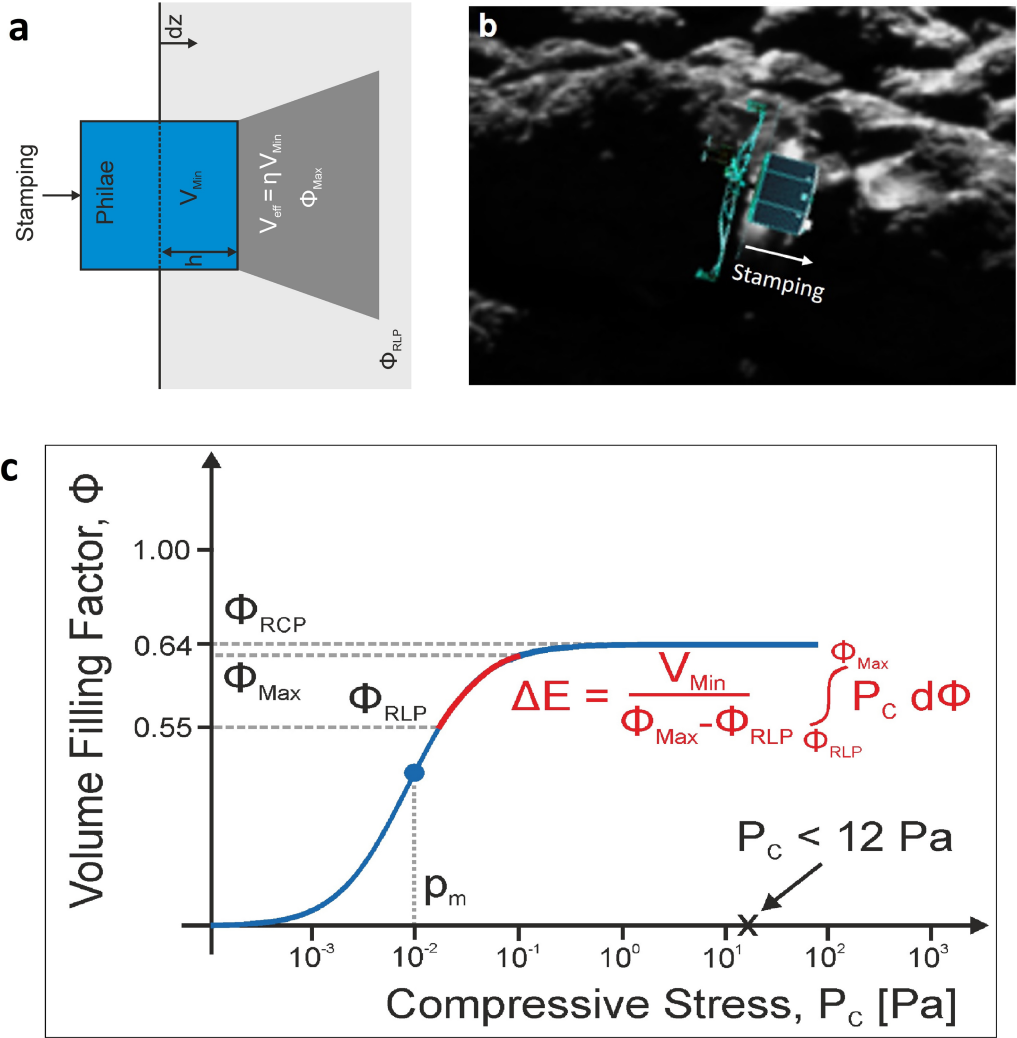 a
dz
Stamping
Philae
V_Min
h
V_eff = η V_Min
Φ_Max
Φ_RLP
b
Stamping
c
Volume Filling Factor, Φ
1.00
Φ_RCP
0.64
Φ_Max
Φ_RLP
0.55
ΔE = V_Min / Φ_Max-Φ_RLP ∫ Φ_RLP Φ_Max P_C dΦ
P_C < 12 Pa
p_m
10^-3 10^-2 10^-1 10^0 10^1 10^2 10^3
Compressive Stress, P_C [Pa]